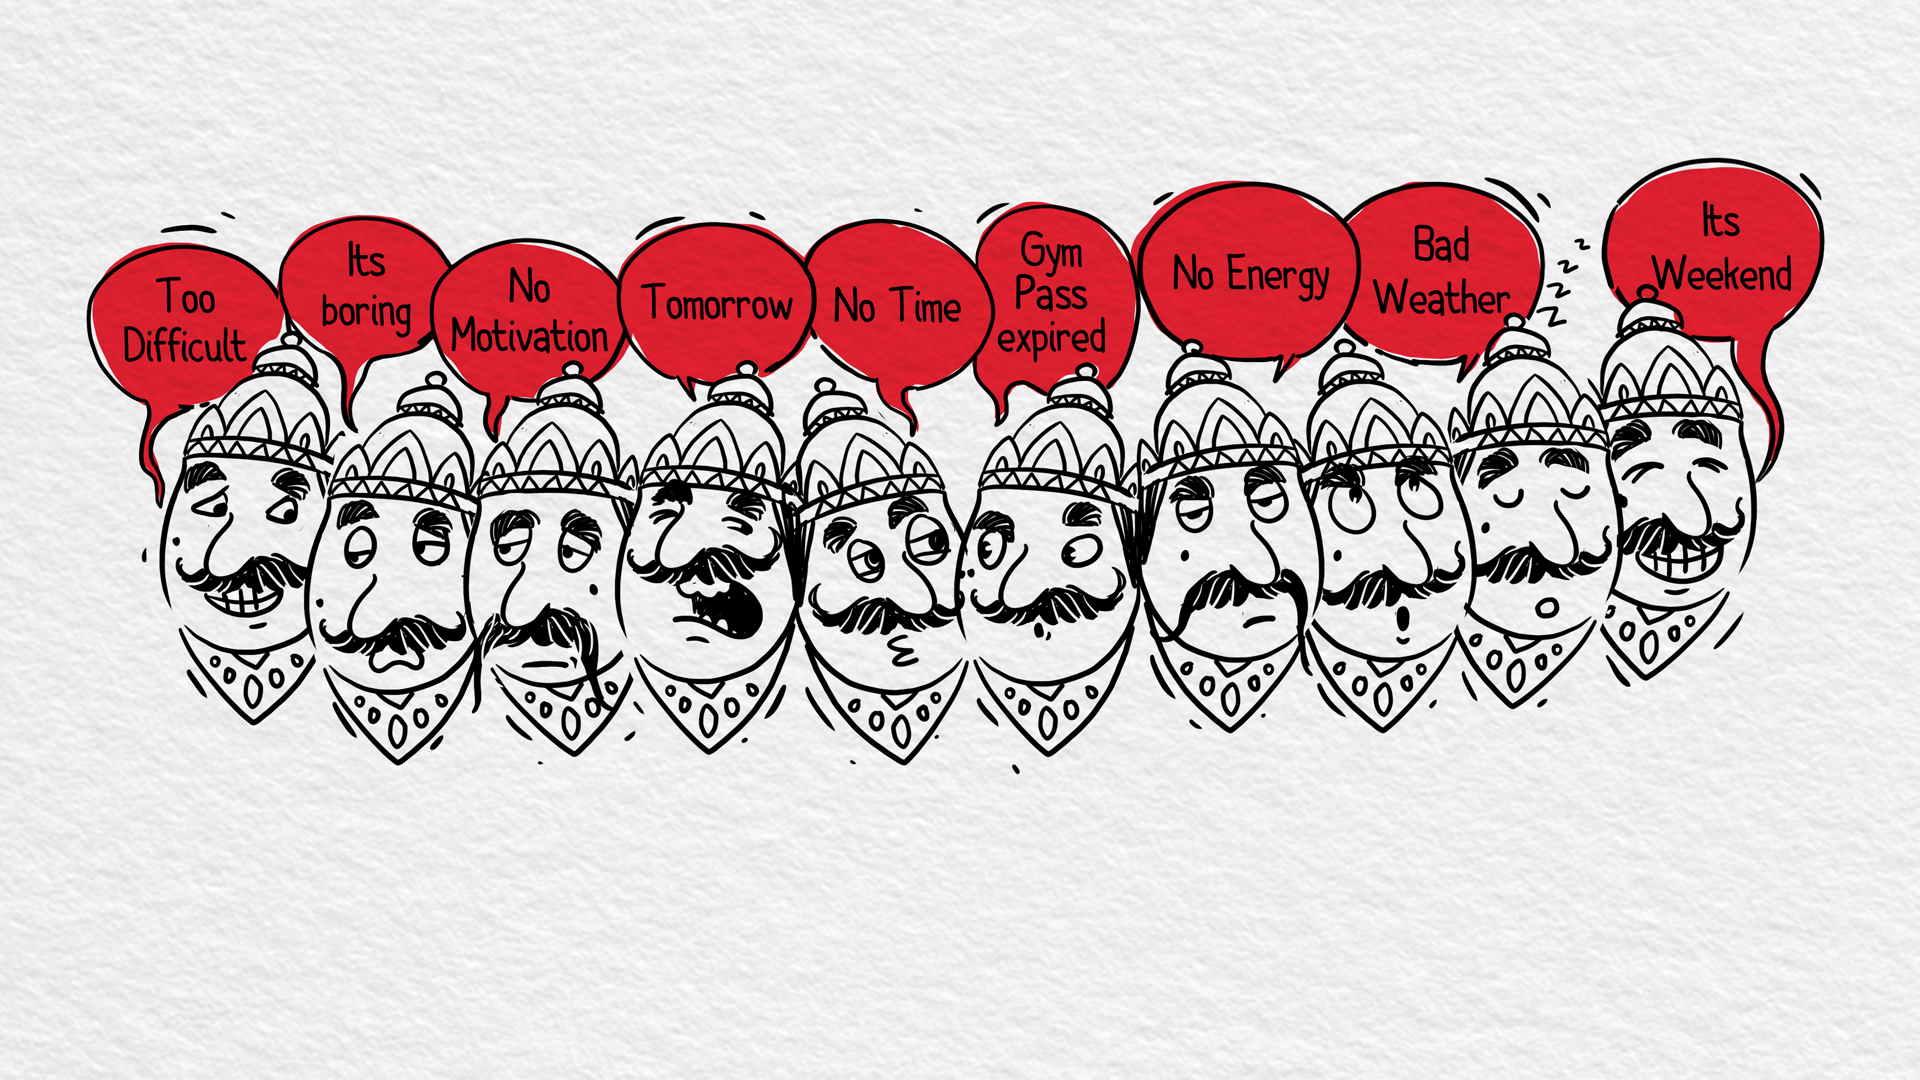 Too
Difficult
Its
boring
No
Motivation
Tomorrow
No Time
Gym
Pass
expired
No Energy
Bad
Weather
z
z
z
z
Its
Weekend